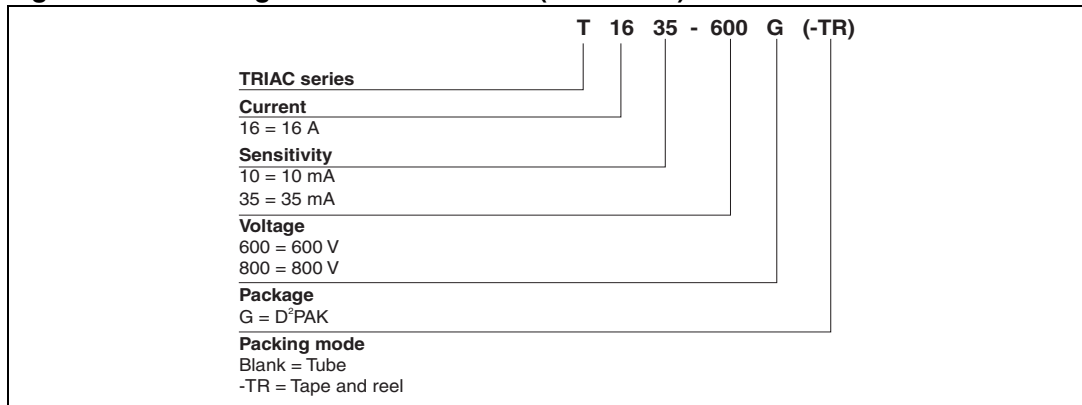 T 16 35 - 600 G (-TR)
TRIAC series
Current
16 = 16 A
Sensitivity
10 = 10 mA
35 = 35 mA
Voltage
600 = 600 V
800 = 800 V
Package
G = D²PAK
Packing mode
Blank = Tube
-TR = Tape and reel